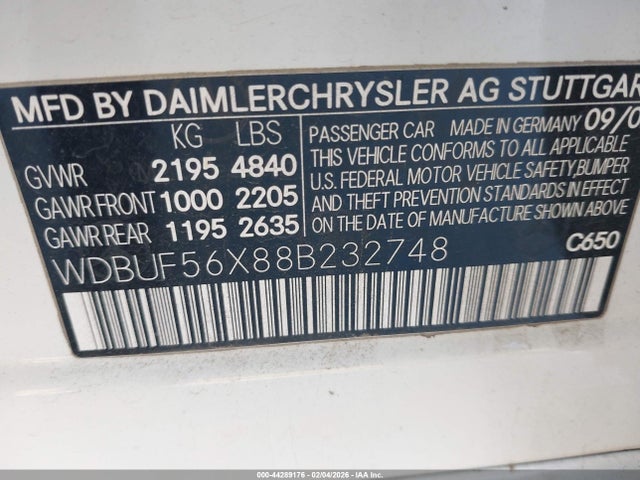 MFD BY DAIMLERCHRYSLER AG STUTTGAR
KG LBS
GVWR 2195 4840
GAWR FRONT 1000 2205
GAWR REAR 1195 2635
PASSENGER CAR MADE IN GERMANY 09/0
THIS VEHICLE CONFORMS TO ALL APPLICABLE
U.S. FEDERAL MOTOR VEHICLE SAFETY, BUMPER
AND THEFT PREVENTION STANDARDS IN EFFECT
ON THE DATE OF MANUFACTURE SHOWN ABOVE.
WDBUF56X88B232748
C650
000-44289176 - 02/04/2026 - IAA Inc.